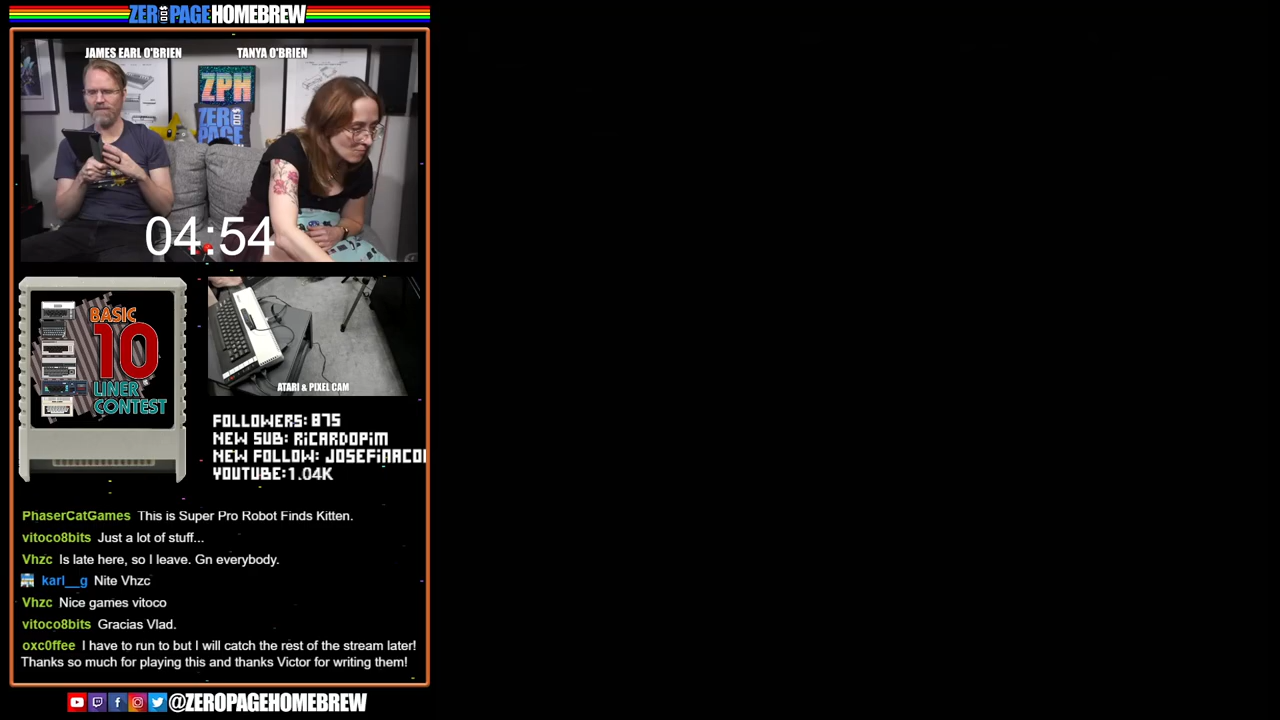 ZERO $00 PAGE HOMEBREW
JAMES EARL O'BRIEN
TANYA O'BRIEN
ZPH
ZERO $00
PAGE
04:54
BASIC
10
LINER
CONTEST
ATARI & PIXEL CAM
FOLLOWERS: 875
NEW SUB: RICARDOPIM
NEW FOLLOW: JOSEFINACO
YOUTUBE:1.04K
PhaserCatGames This is Super Pro Robot Finds Kitten.
vitoco8bits Just a lot of stuff...
Vhzc Is late here, so I leave. Gn everybody.
karl__g Nite Vhzc
Vhzc Nice games vitoco
vitoco8bits Gracias Vlad.
oxc0ffee I have to run to but I will catch the rest of the stream later!
Thanks so much for playing this and thanks Victor for writing them!
@ZEROPAGEHOMEBREW